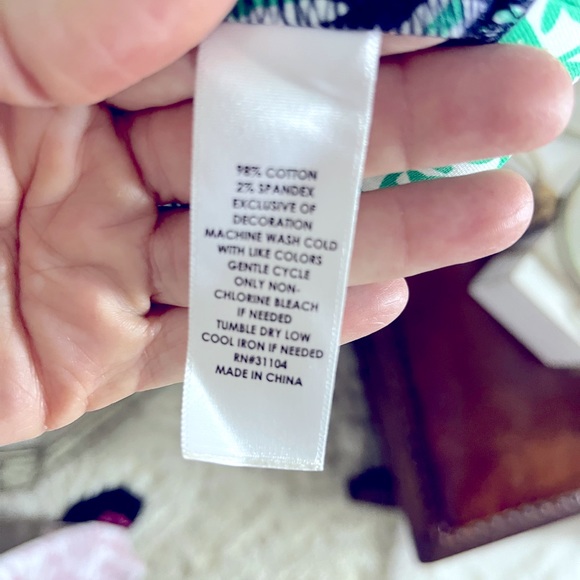 98% COTTON
2% SPANDEX
EXCLUSIVE OF
DECORATION
MACHINE WASH COLD
WITH LIKE COLORS
GENTLE CYCLE
ONLY NON-
CHLORINE BLEACH
IF NEEDED
TUMBLE DRY LOW
COOL IRON IF NEEDED
RN#31104
MADE IN CHINA